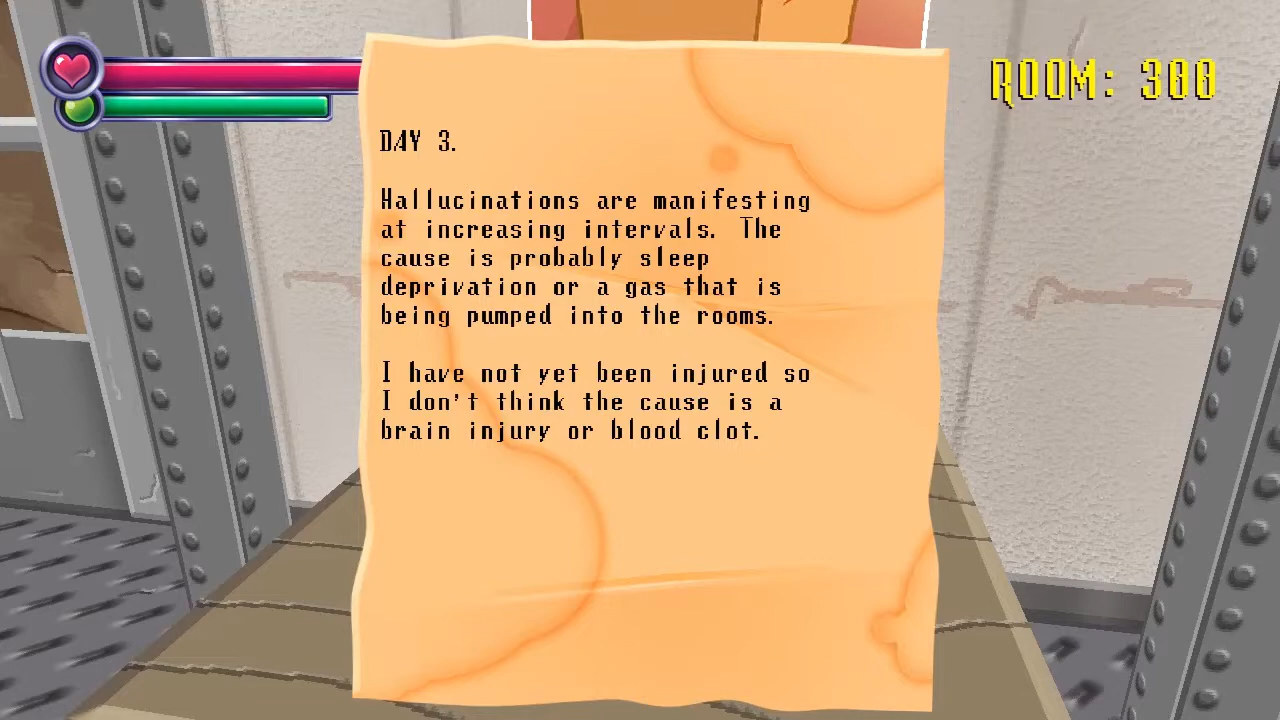 ROOM: 300
DAY 3.
Hallucinations are manifesting
at increasing intervals. The
cause is probably sleep
deprivation or a gas that is
being pumped into the rooms.
I have not yet been injured so
I don't think the cause is a
brain injury or blood clot.